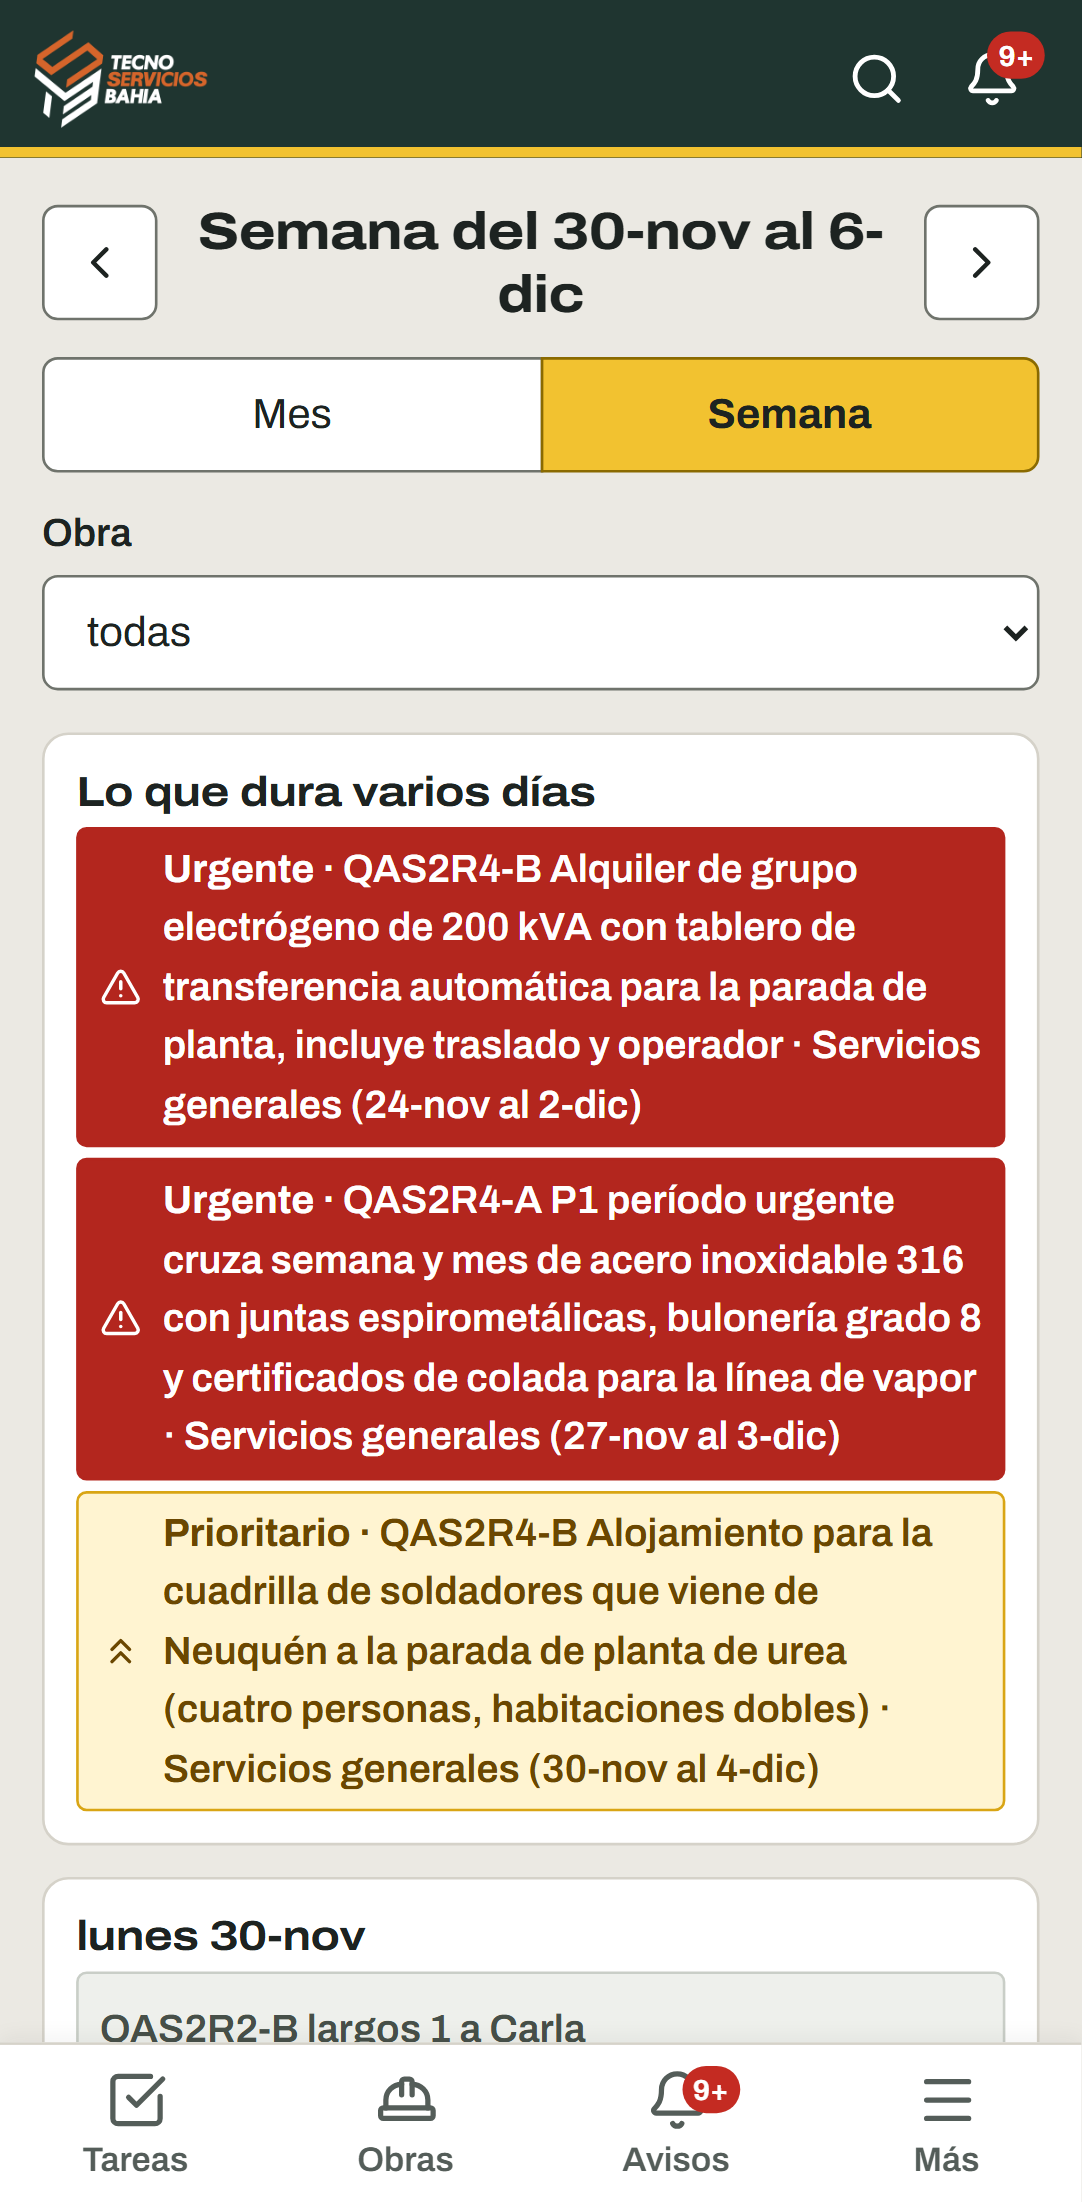 TECNO
SERVICIOS
BAHIA
9+
Semana del 30-nov al 6-
dic
Mes
Semana
Obra
todas
Lo que dura varios días
Urgente · QAS2R4-B Alquiler de grupo
electrógeno de 200 kVA con tablero de
transferencia automática para la parada de
planta, incluye traslado y operador · Servicios
generales (24-nov al 2-dic)
Urgente · QAS2R4-A P1 período urgente
cruza semana y mes de acero inoxidable 316
con juntas espirometálicas, bulonería grado 8
y certificados de colada para la línea de vapor
· Servicios generales (27-nov al 3-dic)
Prioritario · QAS2R4-B Alojamiento para la
cuadrilla de soldadores que viene de
Neuquén a la parada de planta de urea
(cuatro personas, habitaciones dobles) ·
Servicios generales (30-nov al 4-dic)
lunes 30-nov
QAS2R2-B largos 1 a Carla
9+
Tareas
Obras
Avisos
Más